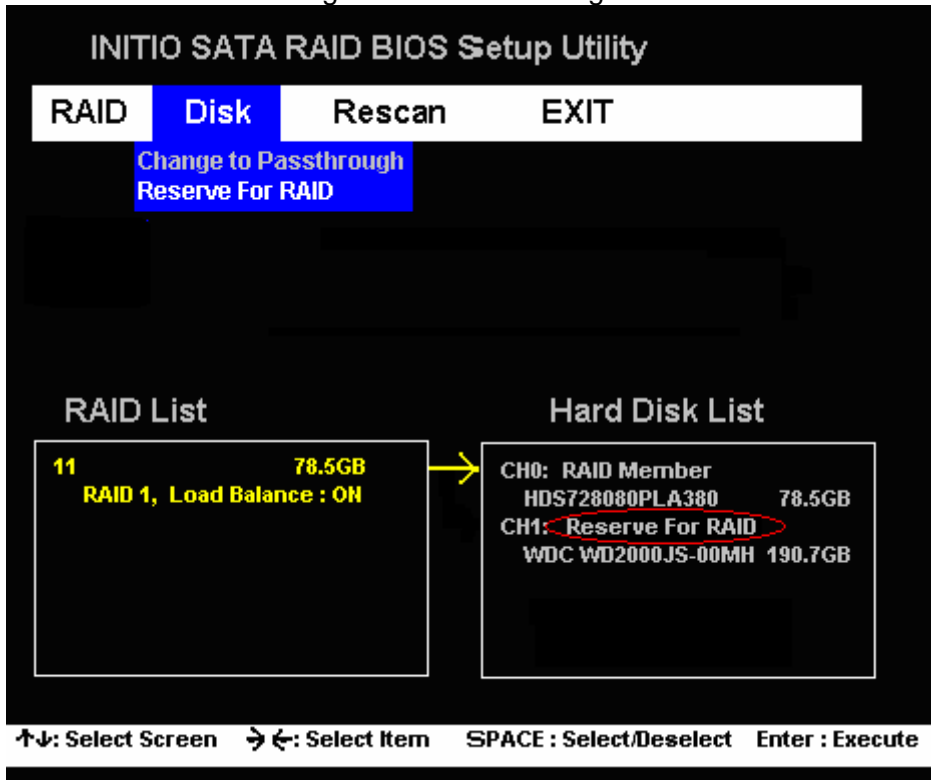 INITIO SATA RAID BIOS Setup Utility
RAID Disk Rescan EXIT
Change to Passthrough
Reserve For RAID
RAID List
11 78.5GB
RAID 1, Load Balance : ON
Hard Disk List
CH0: RAID Member
HDS728080PLA380 78.5GB
CH1: Reserve For RAID
WDC WD2000JS-00MH 190.7GB
↑↓: Select Screen →←: Select Item SPACE : Select/Deselect Enter : Execute